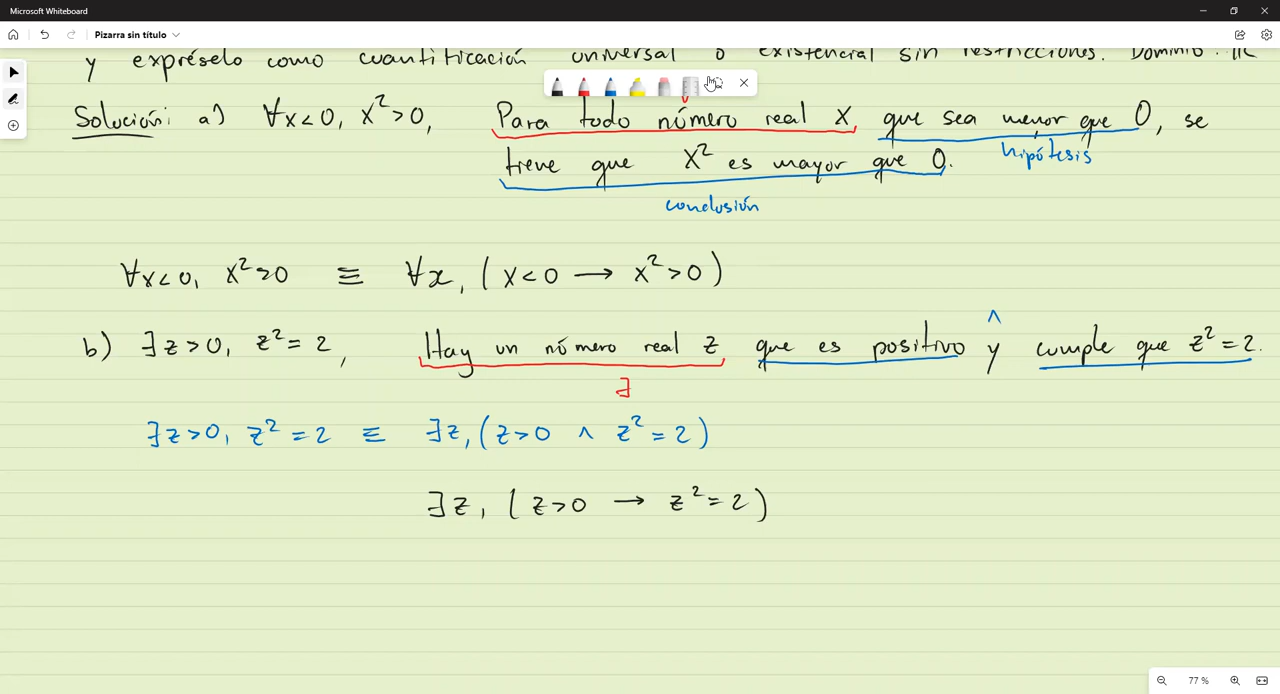 Microsoft Whiteboard
Pizarra sin título
y expréselo como cuantificación universal o existencial sin restricciones. Dominio: ℝ
Solución: a) ∀x<0, x²>0, Para todo número real x, que sea menor que 0, se
hipótesis
tiene que x² es mayor que 0.
conclusión
∀x<0, x²>0 ≡ ∀x, (x<0 → x²>0)
∧
b) ∃z>0, z²=2, Hay un número real z que es positivo y cumple que z²=2.
∃
∃z>0, z²=2 ≡ ∃z, (z>0 ∧ z²=2)
∃z, (z>0 → z²=2)
77 %